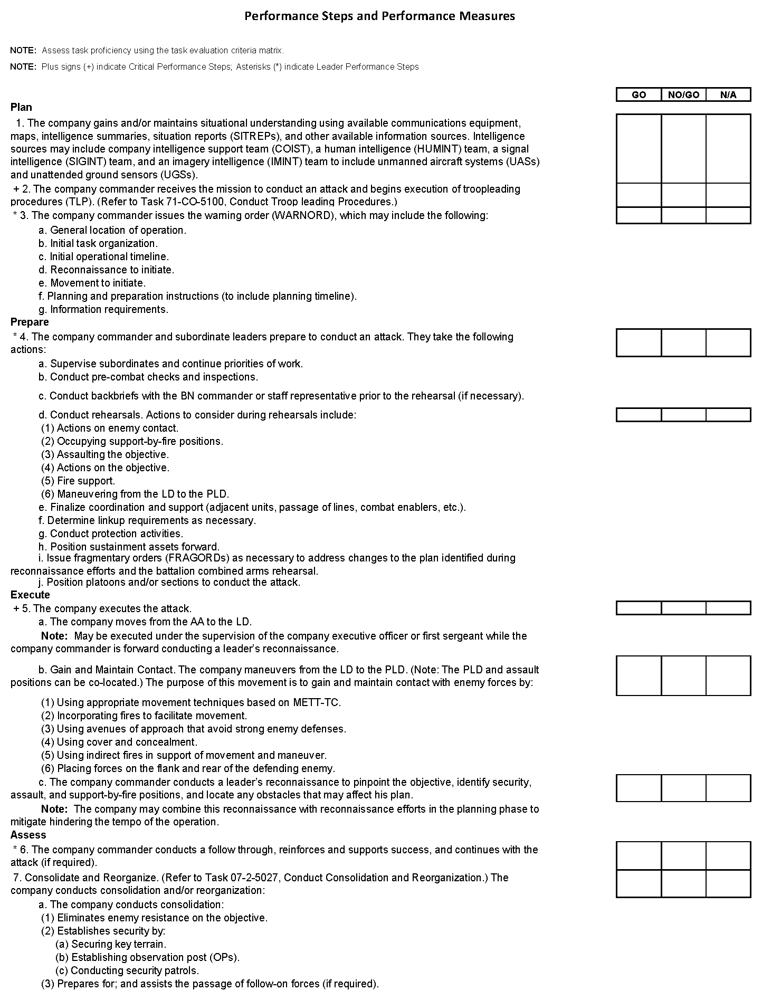 Performance Steps and Performance Measures
NOTE: Assess task proficiency using the task evaluation criteria matrix.
NOTE: Plus signs (+) indicate Critical Performance Steps; Asterisks (*) indicate Leader Performance Steps
GO NO/GO N/A
Plan
1. The company gains and/or maintains situational understanding using available communications equipment,
maps, intelligence summaries, situation reports (SITREPs), and other available information sources. Intelligence
sources may include company intelligence support team (COIST), a human intelligence (HUMINT) team, a signal
intelligence (SIGINT) team, and an imagery intelligence (IMINT) team to include unmanned aircraft systems (UASs)
and unattended ground sensors (UGSs).
+ 2. The company commander receives the mission to conduct an attack and begins execution of troopleading
procedures (TLP). (Refer to Task 71-CO-5100, Conduct Troop leading Procedures.)
* 3. The company commander issues the warning order (WARNORD), which may include the following:
a. General location of operation.
b. Initial task organization.
c. Initial operational timeline.
d. Reconnaissance to initiate.
e. Movement to initiate.
f. Planning and preparation instructions (to include planning timeline).
g. Information requirements.
Prepare
* 4. The company commander and subordinate leaders prepare to conduct an attack. They take the following
actions:
a. Supervise subordinates and continue priorities of work.
b. Conduct pre-combat checks and inspections.
c. Conduct backbriefs with the BN commander or staff representative prior to the rehearsal (if necessary).
d. Conduct rehearsals. Actions to consider during rehearsals include:
(1) Actions on enemy contact.
(2) Occupying support-by-fire positions.
(3) Assaulting the objective.
(4) Actions on the objective.
(5) Fire support.
(6) Maneuvering from the LD to the PLD.
e. Finalize coordination and support (adjacent units, passage of lines, combat enablers, etc.).
f. Determine linkup requirements as necessary.
g. Conduct protection activities.
h. Position sustainment assets forward.
i. Issue fragmentary orders (FRAGORDs) as necessary to address changes to the plan identified during
reconnaissance efforts and the battalion combined arms rehearsal.
j. Position platoons and/or sections to conduct the attack.
Execute
+ 5. The company executes the attack.
a. The company moves from the AA to the LD.
Note: May be executed under the supervision of the company executive officer or first sergeant while the
company commander is forward conducting a leader's reconnaissance.
b. Gain and Maintain Contact. The company maneuvers from the LD to the PLD. (Note: The PLD and assault
positions can be co-located.) The purpose of this movement is to gain and maintain contact with enemy forces by:
(1) Using appropriate movement techniques based on METT-TC.
(2) Incorporating fires to facilitate movement.
(3) Using avenues of approach that avoid strong enemy defenses.
(4) Using cover and concealment.
(5) Using indirect fires in support of movement and maneuver.
(6) Placing forces on the flank and rear of the defending enemy.
c. The company commander conducts a leader's reconnaissance to pinpoint the objective, identify security,
assault, and support-by-fire positions, and locate any obstacles that may affect his plan.
Note: The company may combine this reconnaissance with reconnaissance efforts in the planning phase to
mitigate hindering the tempo of the operation.
Assess
* 6. The company commander conducts a follow through, reinforces and supports success, and continues with the
attack (if required).
7. Consolidate and Reorganize. (Refer to Task 07-2-5027, Conduct Consolidation and Reorganization.) The
company conducts consolidation and/or reorganization:
a. The company conducts consolidation:
(1) Eliminates enemy resistance on the objective.
(2) Establishes security by:
(a) Securing key terrain.
(b) Establishing observation post (OPs).
(c) Conducting security patrols.
(3) Prepares for; and assists the passage of follow-on forces (if required).